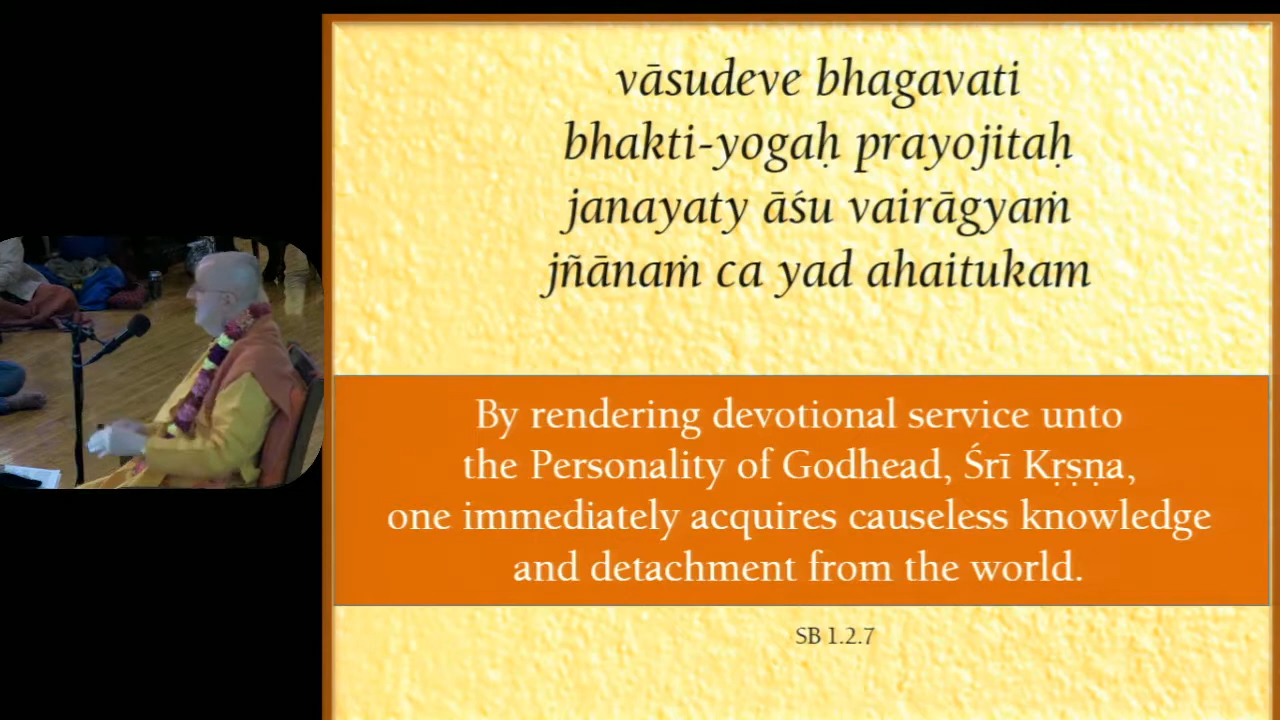 vāsudeve bhagavati
bhakti-yogaḥ prayojitaḥ
janayaty āśu vairāgyaṁ
jñānaṁ ca yad ahaitukam
By rendering devotional service unto
the Personality of Godhead, Śrī Kṛṣṇa,
one immediately acquires causeless knowledge
and detachment from the world.
SB 1.2.7